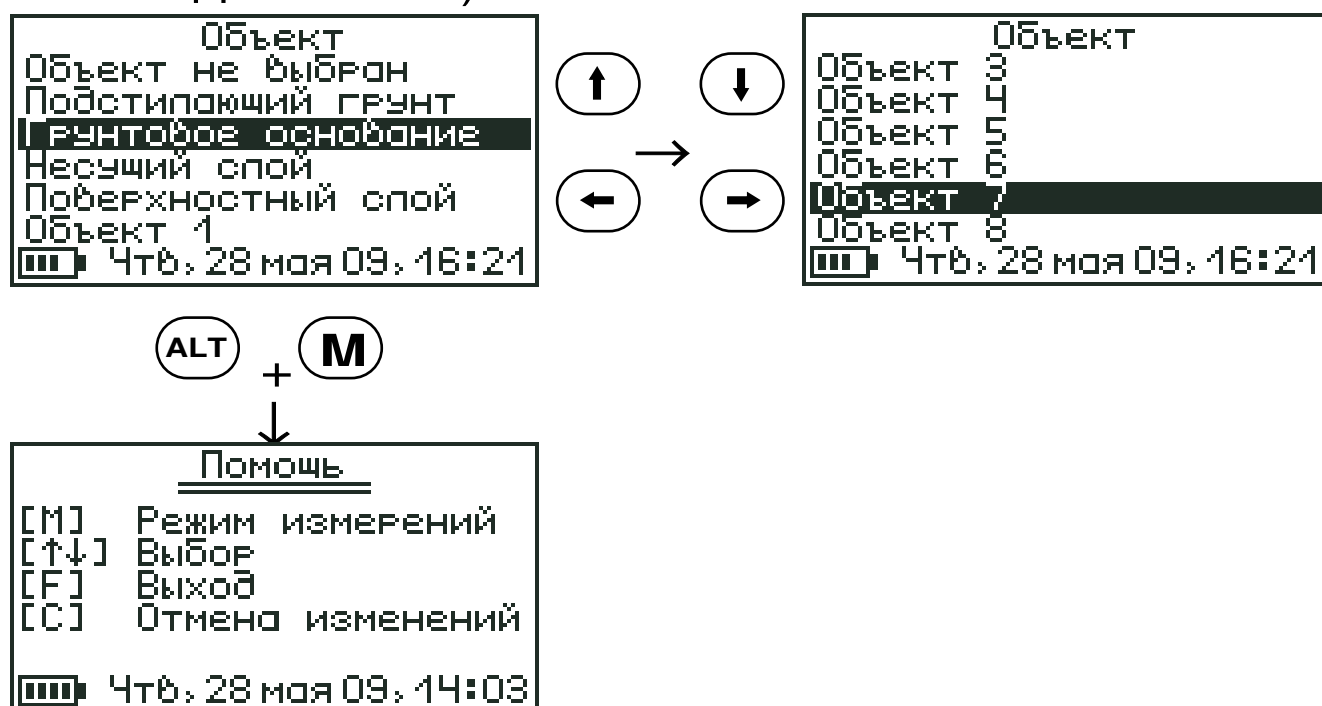 Объект
Объект не выбран
Подстилающий грунт
Грунтовое основание
Несущий слой
Поверхностный слой
Объект 1
Чтв, 28 мая 09, 16:21
↑ ↓
→
← →
Объект
Объект 3
Объект 4
Объект 5
Объект 6
Объект 7
Объект 8
Чтв, 28 мая 09, 16:21
ALT + M
↓
Помощь
[M] Режим измерений
[↑↓] Выбор
[F] Выход
[C] Отмена изменений
Чтв, 28 мая 09, 14:03